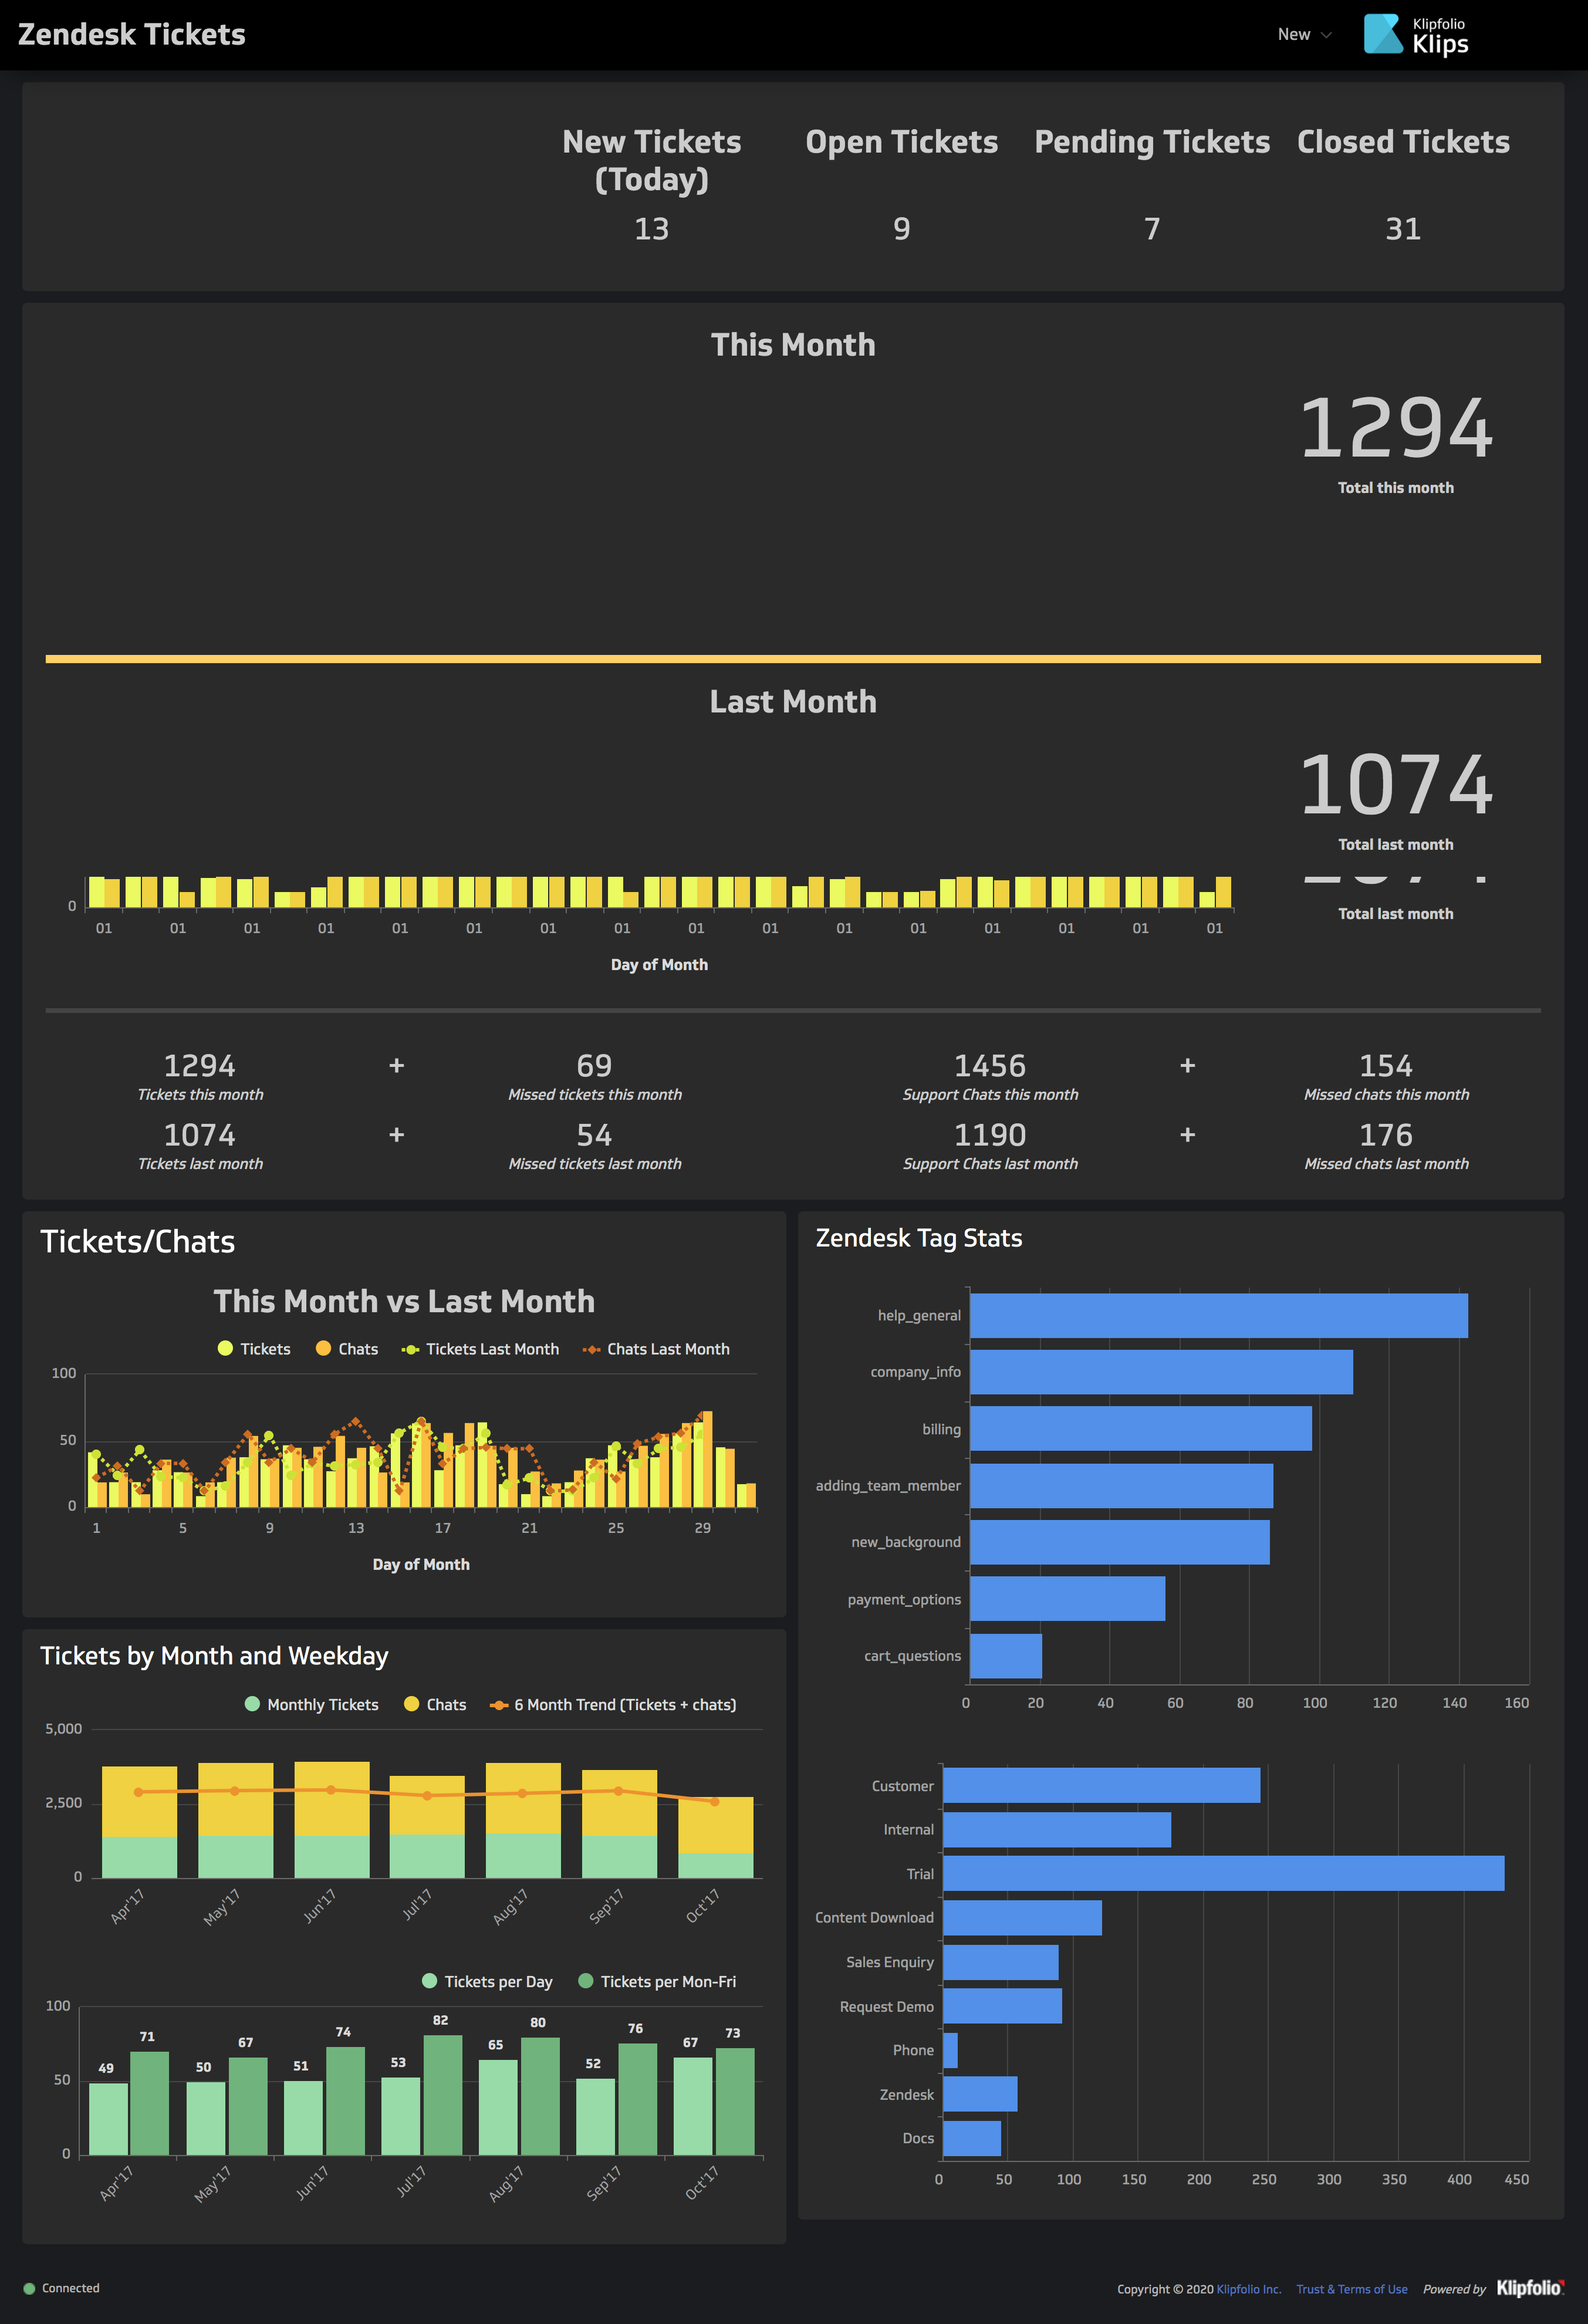 Zendesk Tickets
New
Klipfolio
Klips
New Tickets
(Today)
Open Tickets
Pending Tickets
Closed Tickets
13
9
7
31
This Month
1294
Total this month
Last Month
1074
Total last month
Total last month
0
01 01 01 01 01 01 01 01 01 01 01 01 01 01 01 01
Day of Month
1294 + 69 1456 + 154
Tickets this month Missed tickets this month Support Chats this month Missed chats this month
1074 + 54 1190 + 176
Tickets last month Missed tickets last month Support Chats last month Missed chats last month
Tickets/Chats
This Month vs Last Month
Tickets Chats Tickets Last Month Chats Last Month
100
50
0
1 5 9 13 17 21 25 29
Day of Month
Tickets by Month and Weekday
Monthly Tickets Chats 6 Month Trend (Tickets + chats)
5,000
2,500
0
Apr'17 May'17 Jun'17 Jul'17 Aug'17 Sep'17 Oct'17
Tickets per Day Tickets per Mon-Fri
100
50
0
49 71 50 67 51 74 53 82 65 80 52 76 67 73
Apr'17 May'17 Jun'17 Jul'17 Aug'17 Sep'17 Oct'17
Zendesk Tag Stats
help_general
company_info
billing
adding_team_member
new_background
payment_options
cart_questions
0 20 40 60 80 100 120 140 160
Customer
Internal
Trial
Content Download
Sales Enquiry
Request Demo
Phone
Zendesk
Docs
0 50 100 150 200 250 300 350 400 450
Connected
Copyright © 2020 Klipfolio Inc. Trust & Terms of Use Powered by Klipfolio